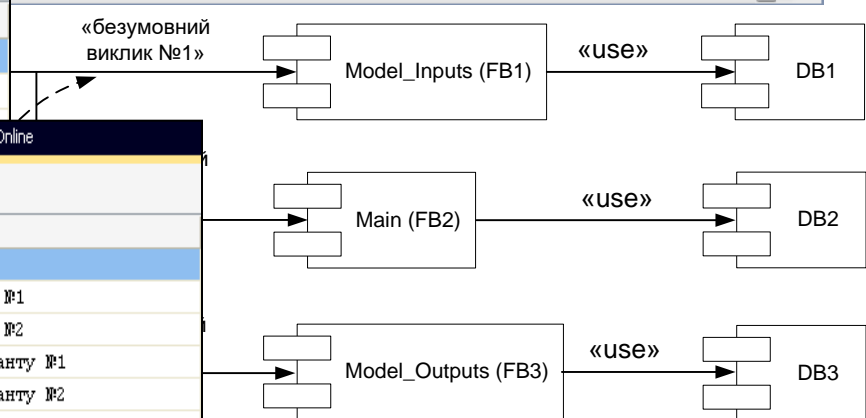 «безумовний
виклик №1»
Model_Inputs (FB1)
«use»
DB1
Online
Main (FB2)
«use»
DB2
№1
№2
анту №1
анту №2
Model_Outputs (FB3)
«use»
DB3